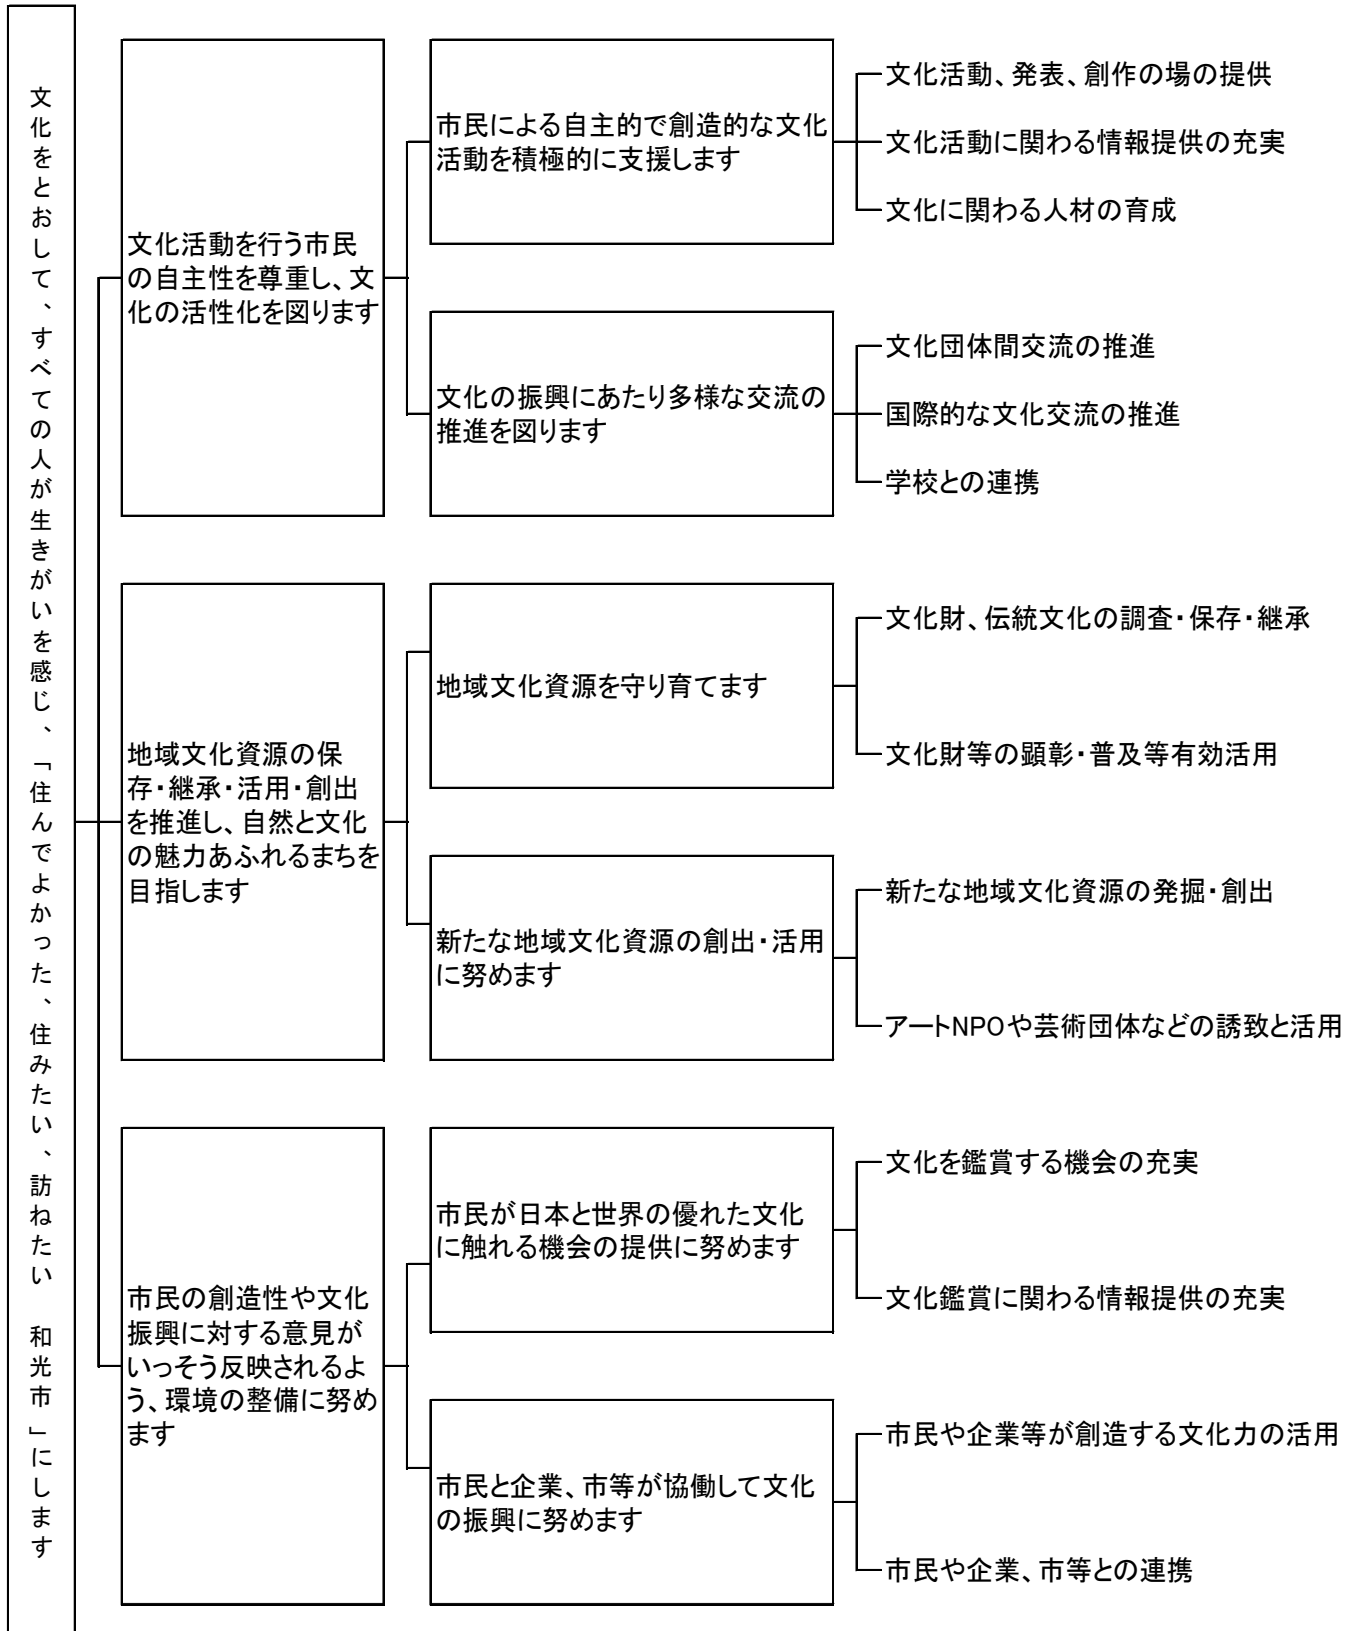 文化をとおして、すべての人が生きがいを感じ、「住んでよかった、住みたい、訪ねたい　和光市」にします
文化活動を行う市民
の自主性を尊重し、文
化の活性化を図ります
市民による自主的で創造的な文化
活動を積極的に支援します
文化活動、発表、創作の場の提供
文化活動に関わる情報提供の充実
文化に関わる人材の育成
文化の振興にあたり多様な交流の
推進を図ります
文化団体間交流の推進
国際的な文化交流の推進
学校との連携
地域文化資源の保
存・継承・活用・創出
を推進し、自然と文化
の魅力あふれるまちを
目指します
地域文化資源を守り育てます
文化財、伝統文化の調査・保存・継承
文化財等の顕彰・普及等有効活用
新たな地域文化資源の創出・活用
に努めます
新たな地域文化資源の発掘・創出
アートNPOや芸術団体などの誘致と活用
市民の創造性や文化
振興に対する意見が
いっそう反映されるよ
う、環境の整備に努め
ます
市民が日本と世界の優れた文化
に触れる機会の提供に努めます
文化を鑑賞する機会の充実
文化鑑賞に関わる情報提供の充実
市民と企業、市等が協働して文化
の振興に努めます
市民や企業等が創造する文化力の活用
市民や企業、市等との連携